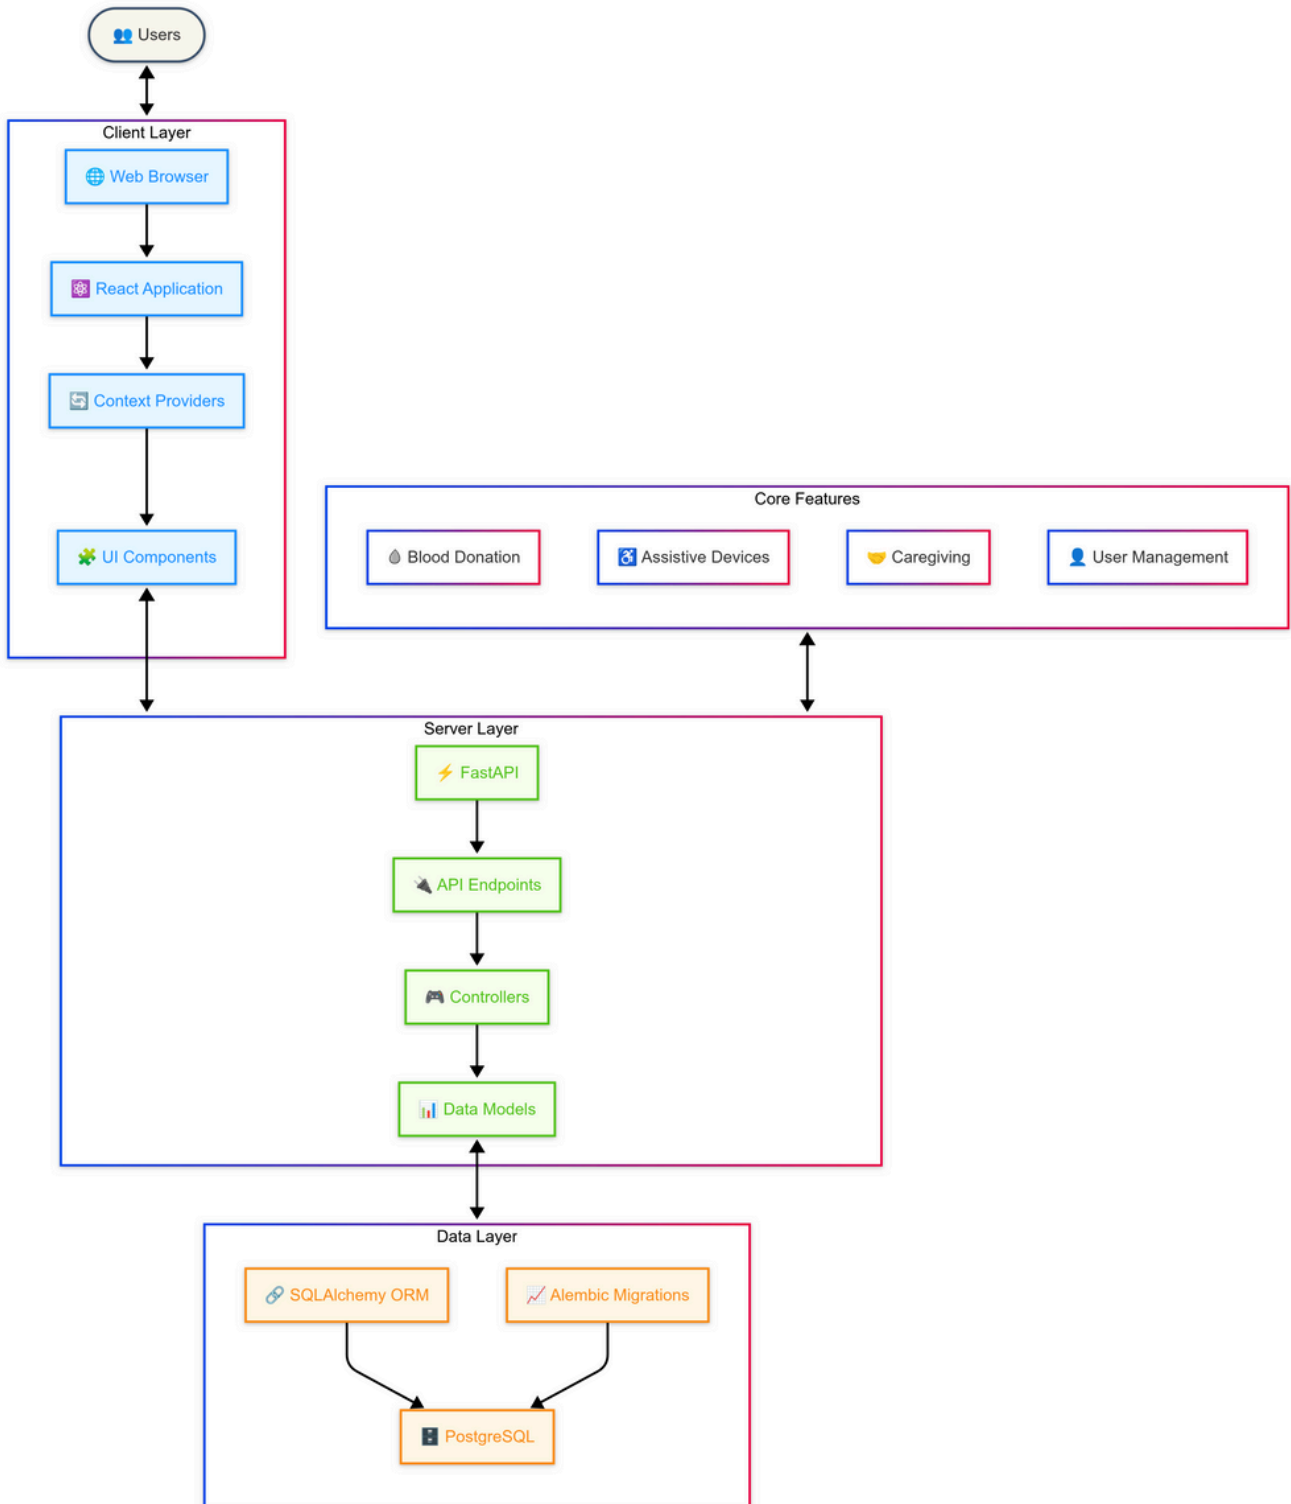 Users
Client Layer
Web Browser
React Application
Context Providers
UI Components
Core Features
Blood Donation
Assistive Devices
Caregiving
User Management
Server Layer
FastAPI
API Endpoints
Controllers
Data Models
Data Layer
SQLAlchemy ORM
Alembic Migrations
PostgreSQL